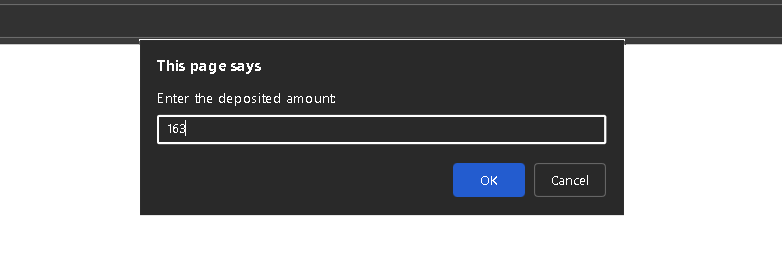 This page says
Enter the deposited amount:
163
OK
Cancel